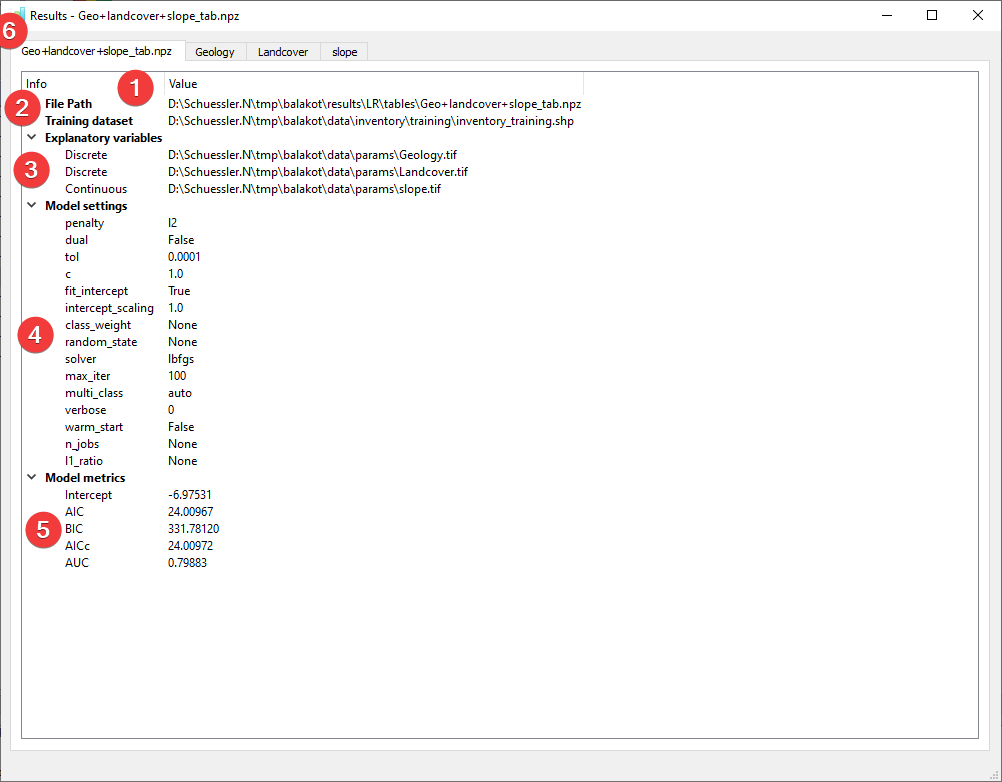 Results - Geo+landcover+slope_tab.npz
6
Geo+landcover+slope_tab.npz Geology Landcover slope
Info 1 Value
File Path D:\Schuessler.N\tmp\balakot\results\LR\tables\Geo+landcover+slope_tab.npz
2
Training dataset D:\Schuessler.N\tmp\balakot\data\inventory\training\inventory_training.shp
Explanatory variables
Discrete D:\Schuessler.N\tmp\balakot\data\params\Geology.tif
3
Discrete D:\Schuessler.N\tmp\balakot\data\params\Landcover.tif
Continuous D:\Schuessler.N\tmp\balakot\data\params\slope.tif
Model settings
penalty l2
dual False
tol 0.0001
c 1.0
fit_intercept True
intercept_scaling 1.0
class_weight None
4
random_state None
solver lbfgs
max_iter 100
multi_class auto
verbose 0
warm_start False
n_jobs None
l1_ratio None
Model metrics
Intercept -6.97531
AIC 24.00967
5
BIC 331.78120
AICc 24.00972
AUC 0.79883